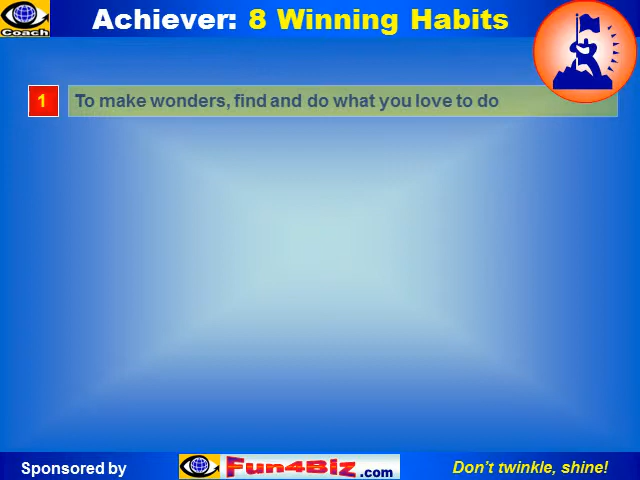 Coach
Achiever: 8 Winning Habits
1
To make wonders, find and do what you love to do
Sponsored by
Fun4Biz.com
Don't twinkle, shine!